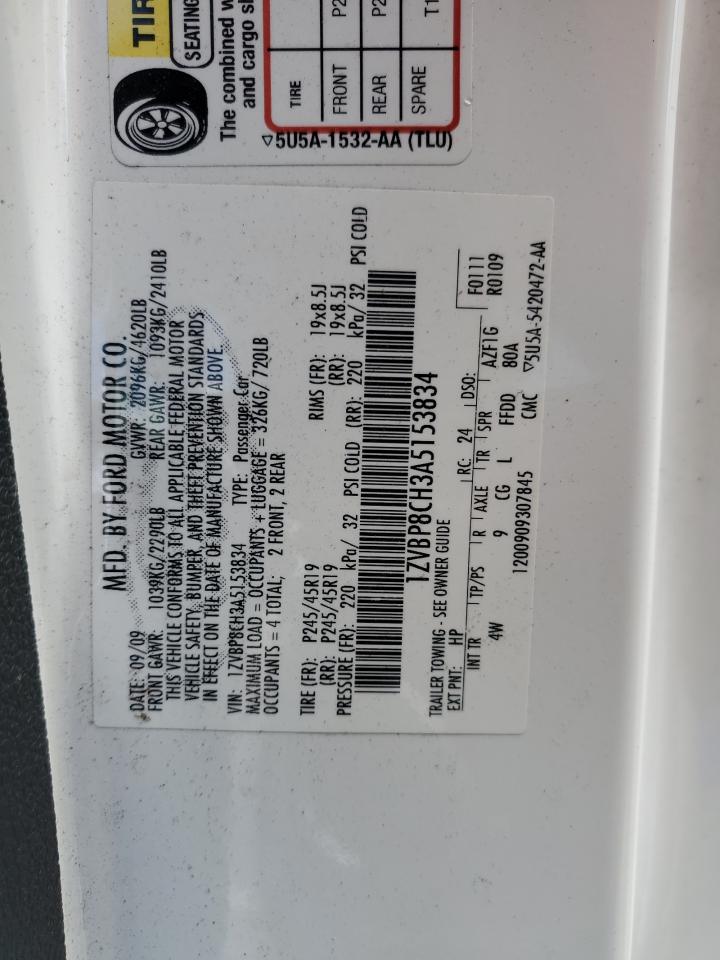 TIR
SEATING
The combined w
and cargo sh
TIRE
FRONT P2
REAR P2
SPARE T1
5U5A-1532-AA (TLU)
MFD. BY FORD MOTOR CO.
DATE: 09/09 GVWR: 2096KG/4620LB
FRONT GAWR: 1039KG/2290LB REAR GAWR: 1093KG/2410LB
THIS VEHICLE CONFORMS TO ALL APPLICABLE FEDERAL MOTOR
VEHICLE SAFETY, BUMPER, AND THEFT PREVENTION STANDARDS
IN EFFECT ON THE DATE OF MANUFACTURE SHOWN ABOVE
VIN: 1ZVBP8CH3A5153834 TYPE: Passenger Car
MAXIMUM LOAD = OCCUPANTS + LUGGAGE = 326KG/ 720LB
OCCUPANTS = 4 TOTAL; 2 FRONT, 2 REAR
TIRE (FR): P245/45R19 RIMS (FR): 19x8.5J
(RR): P245/45R19 (RR): 19x8.5J
PRESSURE (FR): 220 kPa/ 32 PSI COLD (RR): 220 kPa/ 32 PSI COLD
1ZVBP8CH3A5153834
TRAILER TOWING - SEE OWNER GUIDE
EXT PNT: HP RC: 24 DSO: F0111
INT TR TP/PS R AXLE TR SPR AZF1G R0109
4W 9 CG L FFDD 80A
1200909307845 CMC 5U5A-5420472-AA